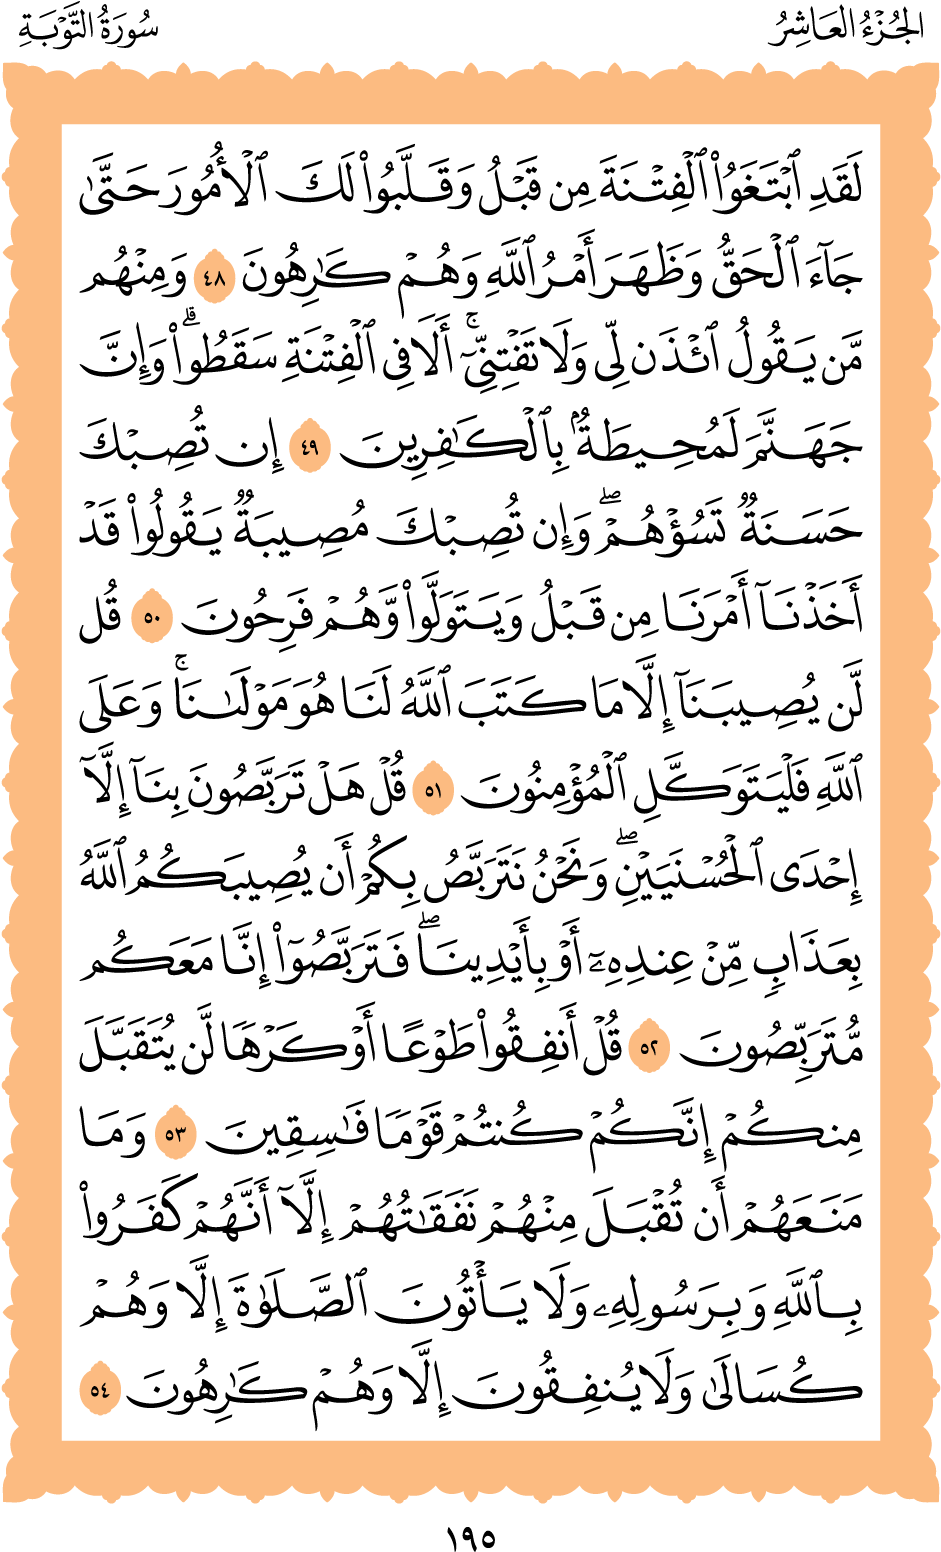 الجُزْءُ العَاشِرُ
سُورَةُ التَّوْبَةِ
لَقَدِ ٱبْتَغَوُا۟ ٱلْفِتْنَةَ مِن قَبْلُ وَقَلَّبُوا۟ لَكَ ٱلْأُمُورَ حَتَّىٰ
جَآءَ ٱلْحَقُّ وَظَهَرَ أَمْرُ ٱللَّهِ وَهُمْ كَـٰرِهُونَ ٤٨ وَمِنْهُم
مَّن يَقُولُ ٱئْذَن لِّى وَلَا تَفْتِنِّىٓ ۚ أَلَا فِى ٱلْفِتْنَةِ سَقَطُوا۟ ۗ وَإِنَّ
جَهَنَّمَ لَمُحِيطَةٌۢ بِٱلْكَـٰفِرِينَ ٤٩ إِن تُصِبْكَ
حَسَنَةٌ تَسُؤْهُمْ ۖ وَإِن تُصِبْكَ مُصِيبَةٌ يَقُولُوا۟ قَدْ
أَخَذْنَآ أَمْرَنَا مِن قَبْلُ وَيَتَوَلَّوا۟ وَّهُمْ فَرِحُونَ ٥٠ قُل
لَّن يُصِيبَنَآ إِلَّا مَا كَتَبَ ٱللَّهُ لَنَا هُوَ مَوْلَىٰنَا ۚ وَعَلَى
ٱللَّهِ فَلْيَتَوَكَّلِ ٱلْمُؤْمِنُونَ ٥١ قُلْ هَلْ تَرَبَّصُونَ بِنَآ إِلَّآ
إِحْدَى ٱلْحُسْنَيَيْنِ ۖ وَنَحْنُ نَتَرَبَّصُ بِكُمْ أَن يُصِيبَكُمُ ٱللَّهُ
بِعَذَابٍ مِّنْ عِندِهِۦٓ أَوْ بِأَيْدِينَا ۖ فَتَرَبَّصُوٓا۟ إِنَّا مَعَكُم
مُّتَرَبِّصُونَ ٥٢ قُلْ أَنفِقُوا۟ طَوْعًا أَوْ كَرْهًا لَّن يُتَقَبَّلَ
مِنكُمْ إِنَّكُمْ كُنتُمْ قَوْمًا فَـٰسِقِينَ ٥٣ وَمَا
مَنَعَهُمْ أَن تُقْبَلَ مِنْهُمْ نَفَقَـٰتُهُمْ إِلَّآ أَنَّهُمْ كَفَرُوا۟
بِٱللَّهِ وَبِرَسُولِهِۦ وَلَا يَأْتُونَ ٱلصَّلَوٰةَ إِلَّا وَهُمْ
كُسَالَىٰ وَلَا يُنفِقُونَ إِلَّا وَهُمْ كَـٰرِهُونَ ٥٤
١٩٥